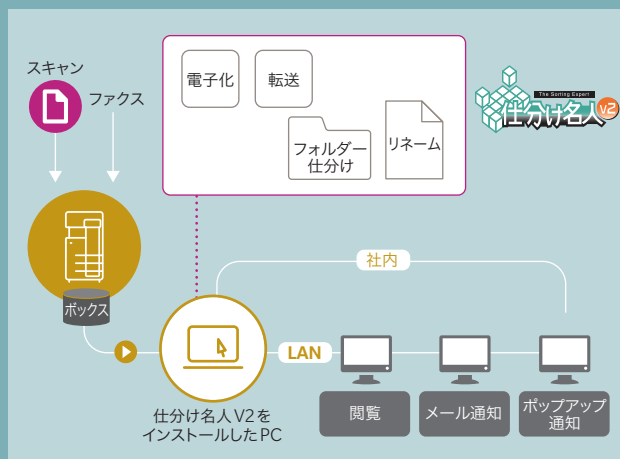 スキャン
ファクス
電子化
転送
フォルダー
仕分け
リネーム
The Sorting Expert
仕分け名人V2
社内
ボックス
LAN
仕分け名人V2を
インストールしたPC
閲覧
メール通知
ポップアップ
通知